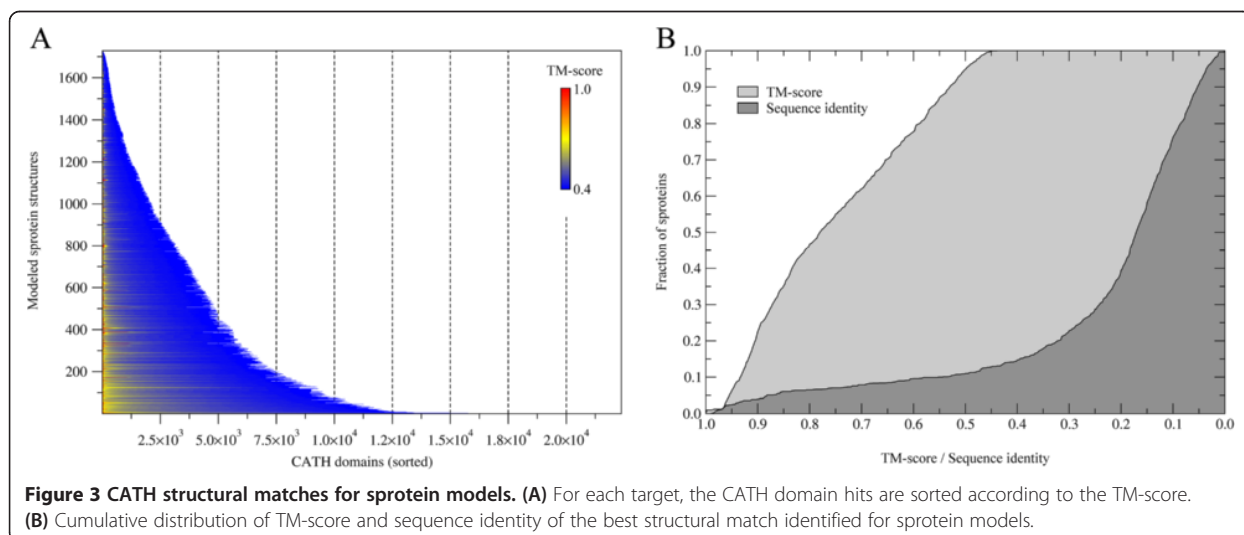 A
TM-score
1.0
0.4
1600
1400
1200
1000
800
600
400
200
Modeled sprotein structures
2.5×10³ 5.0×10³ 7.5×10³ 1.0×10⁴ 1.2×10⁴ 1.5×10⁴ 1.8×10⁴ 2.0×10⁴
CATH domains (sorted)
B
TM-score
Sequence identity
1.0
0.9
0.8
0.7
0.6
0.5
0.4
0.3
0.2
0.1
0.0
Fraction of sproteins
1.0 0.9 0.8 0.7 0.6 0.5 0.4 0.3 0.2 0.1 0.0
TM-score / Sequence identity
Figure 3 CATH structural matches for sprotein models. (A) For each target, the CATH domain hits are sorted according to the TM-score.
(B) Cumulative distribution of TM-score and sequence identity of the best structural match identified for sprotein models.